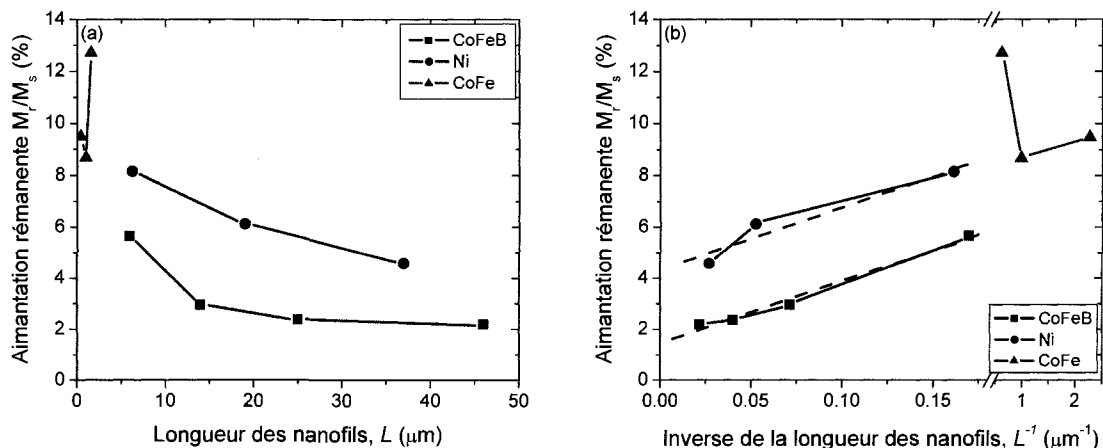 Aimantation rémanente M_r/M_s (%)
14
12
10
8
6
4
2
0
(a)
CoFeB
Ni
CoFe
0
10
20
30
40
50
Longueur des nanofils, L (μm)
Aimantation rémanente M_r/M_s (%)
14
12
10
8
6
4
2
0
(b)
CoFeB
Ni
CoFe
0.00
0.05
0.10
0.15
1
2
Inverse de la longueur des nanofils, L⁻¹ (μm⁻¹)